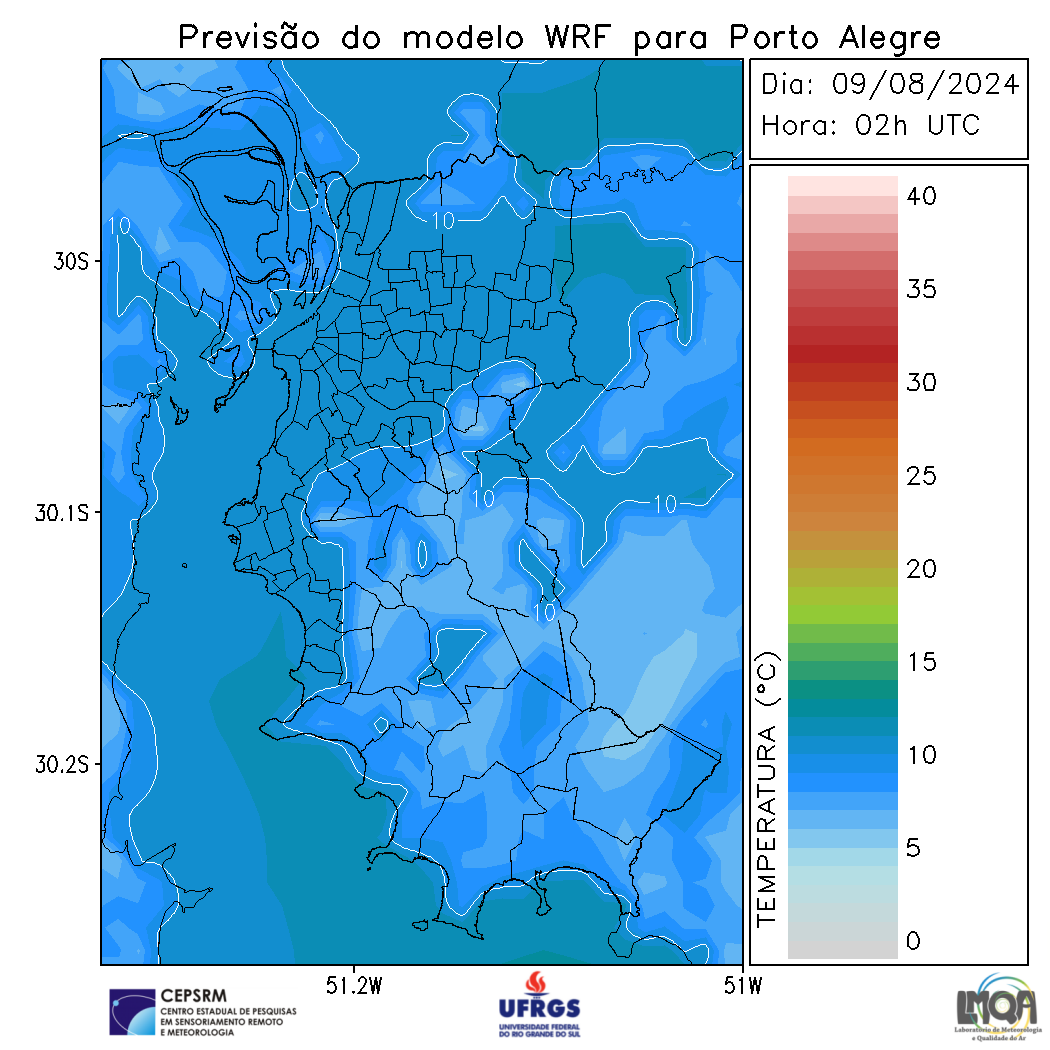 Previsão do modelo WRF para Porto Alegre
Dia: 09/08/2024
Hora: 02h UTC
40
35
30
25
20
15
10
5
0
TEMPERATURA (°C)
30S
30.1S
30.2S
51.2W
51W
10
10
10
10
10
CEPSRM
CENTRO ESTADUAL DE PESQUISAS
EM SENSORIAMENTO REMOTO
E METEOROLOGIA
UFRGS
UNIVERSIDADE FEDERAL
DO RIO GRANDE DO SUL
LMQA
Laboratório de Meteorologia
e Qualidade do Ar